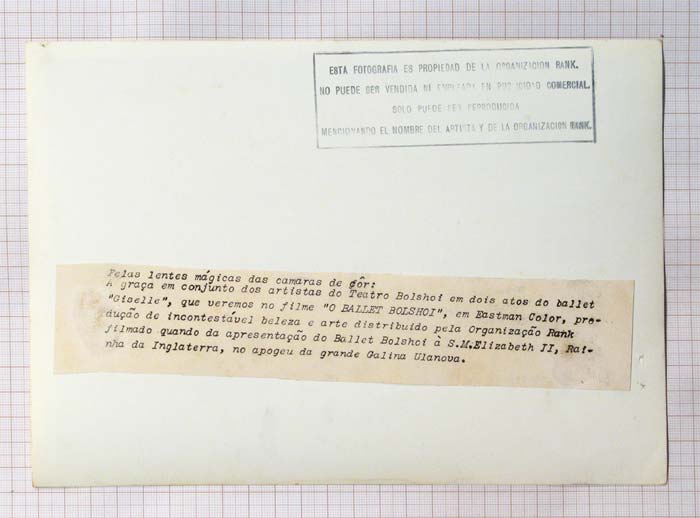 ESTA FOTOGRAFIA ES PROPIEDAD DE LA ORGANIZACION RANK.
NO PUEDE SER VENDIDA NI EMPLEADA EN PUBLICIDAD COMERCIAL.
SOLO PUEDE SER REPRODUCIDA
MENCIONANDO EL NOMBRE DEL ARTISTA Y DE LA ORGANIZACION RANK.
Pelas lentes mágicas das camaras de côr:
A graça em conjunto dos artistas do Teatro Bolshoi em dois atos do ballet
"Giselle", que veremos no filme "O BALLET BOLSHOI", em Eastman Color, pro-
dução de incontestável beleza e arte distribuido pela Organização Rank
filmado quando da apresentação do Ballet Bolshoi à S.M.Elizabeth II, Rai-
nha da Inglaterra, no apogeu da grande Galina Ulanova.